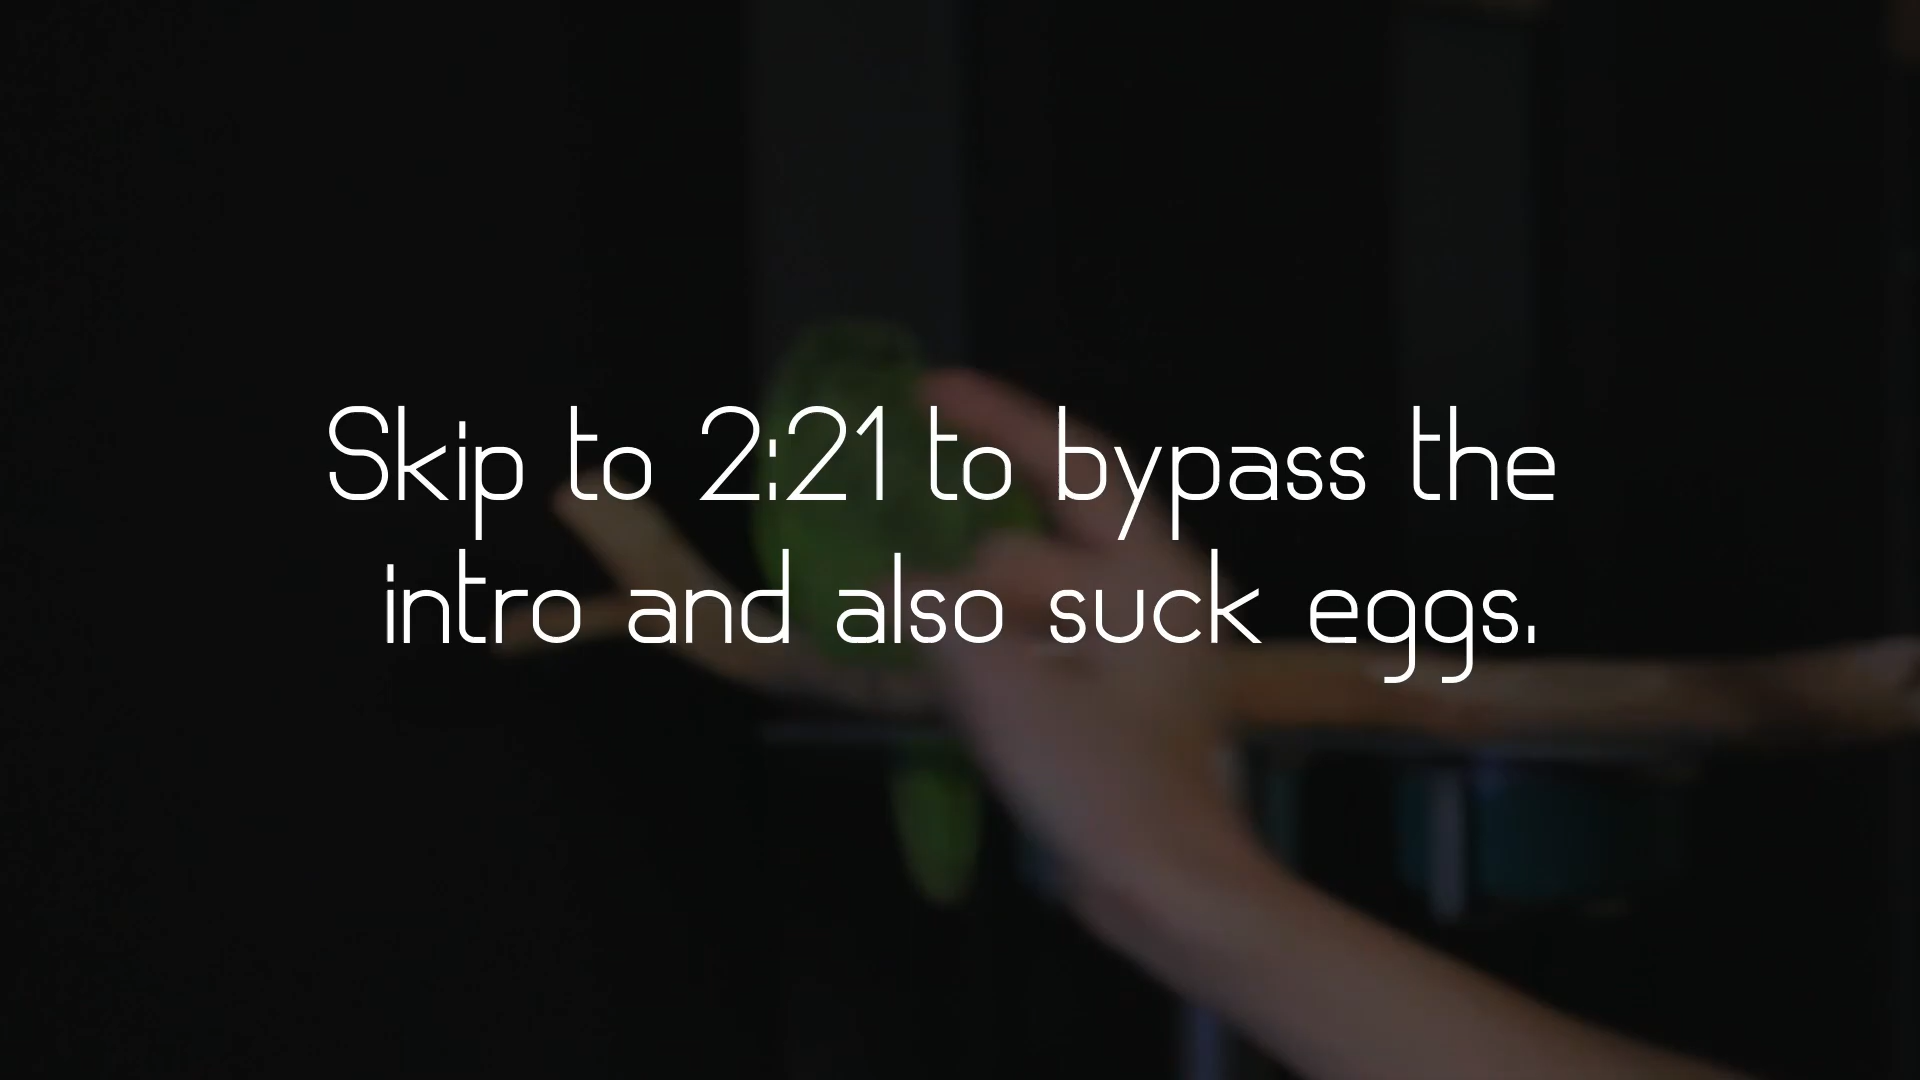 Skip to 2:21 to bypass the
intro and also suck eggs.